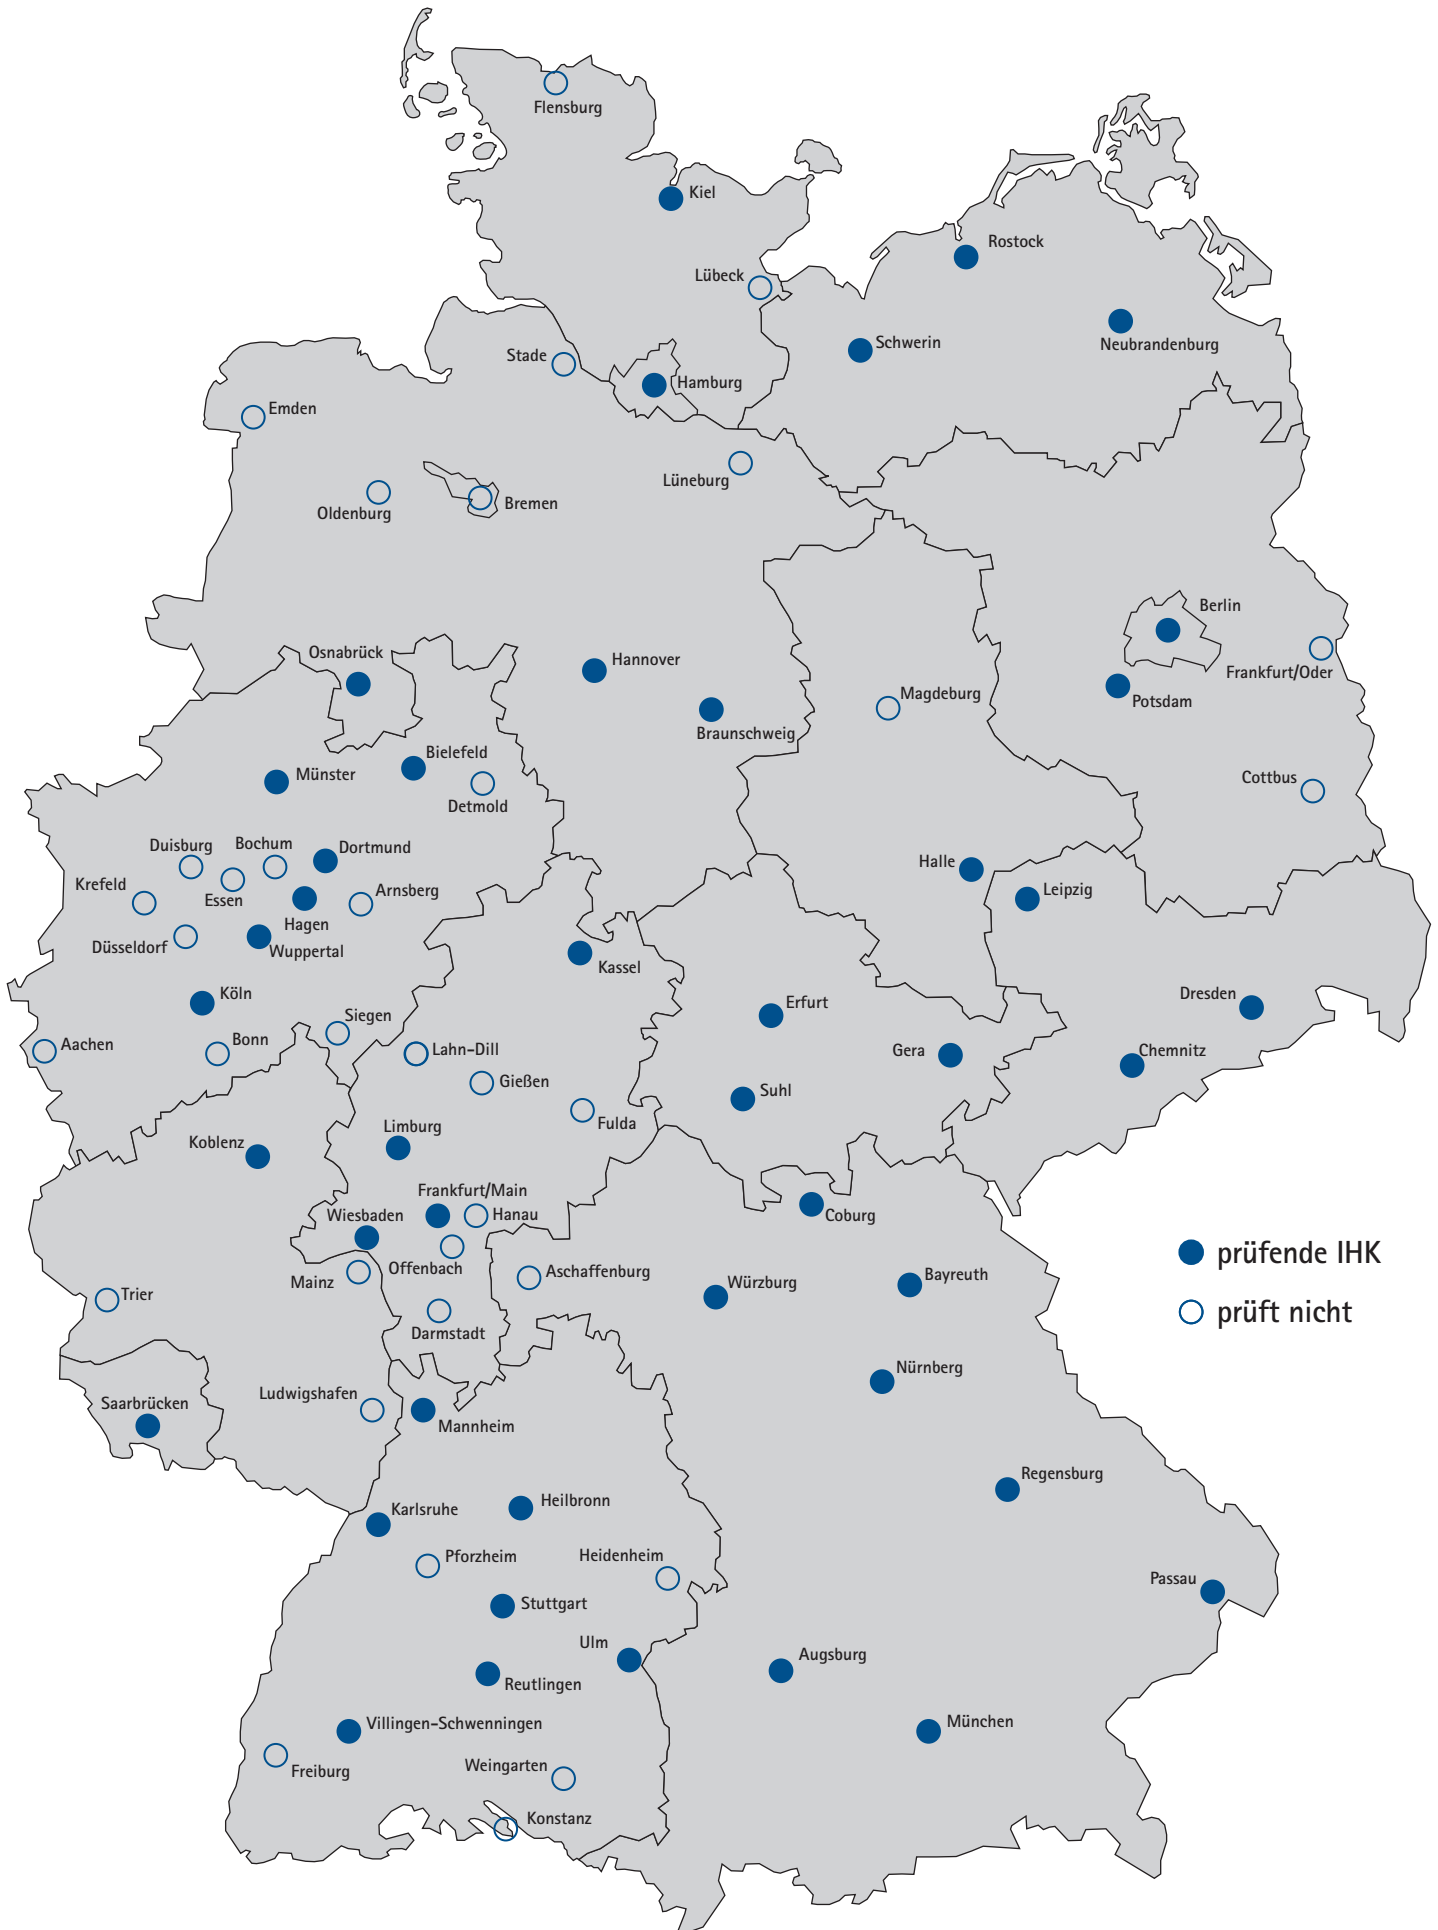 Flensburg
Kiel
Rostock
Lübeck
Neubrandenburg
Schwerin
Stade
Hamburg
Emden
Lüneburg
Oldenburg
Bremen
Berlin
Osnabrück
Hannover
Frankfurt/Oder
Magdeburg
Potsdam
Braunschweig
Bielefeld
Münster
Cottbus
Detmold
Duisburg
Bochum
Dortmund
Halle
Krefeld
Essen
Arnsberg
Leipzig
Hagen
Düsseldorf
Wuppertal
Kassel
Köln
Erfurt
Dresden
Siegen
Aachen
Bonn
Lahn-Dill
Gera
Chemnitz
Gießen
Suhl
Fulda
Limburg
Koblenz
Frankfurt/Main
Wiesbaden
Hanau
Coburg
prüfende IHK
Offenbach
Aschaffenburg
Mainz
Würzburg
Bayreuth
Trier
prüft nicht
Darmstadt
Nürnberg
Ludwigshafen
Saarbrücken
Mannheim
Regensburg
Heilbronn
Karlsruhe
Pforzheim
Heidenheim
Passau
Stuttgart
Ulm
Augsburg
Reutlingen
Villingen-Schwenningen
München
Weingarten
Freiburg
Konstanz